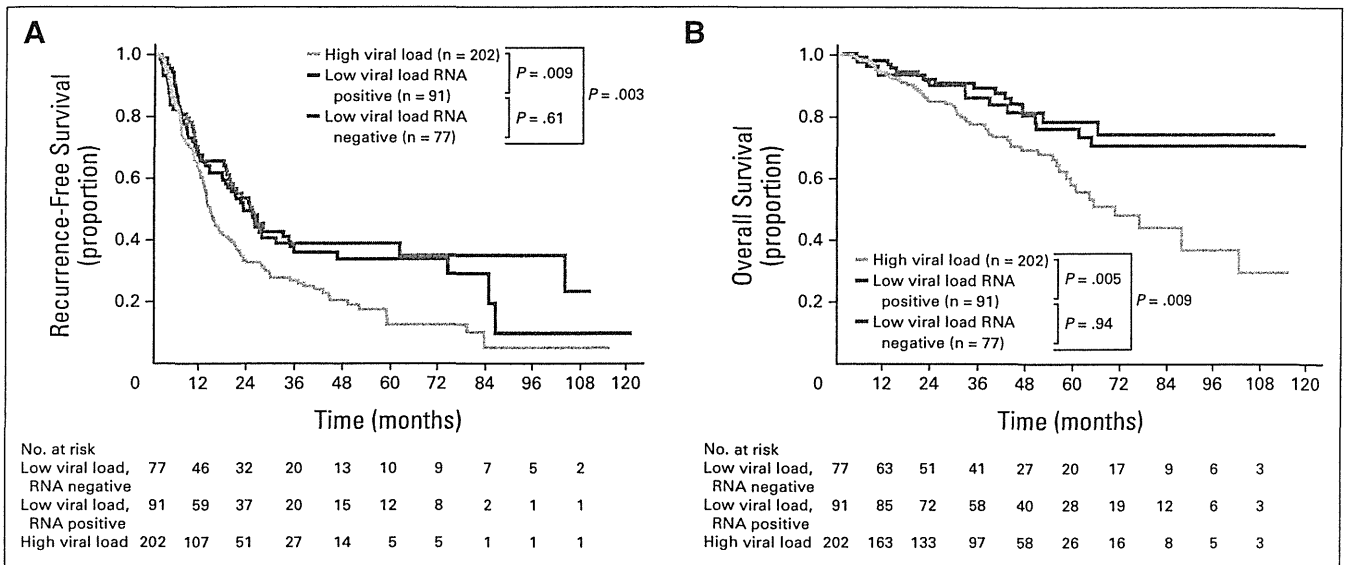 A
Recurrence-Free Survival
(proportion)
1.0
0.8
0.6
0.4
0.2
0
12
24
36
48
60
72
84
96
108
120
Time (months)
High viral load (n = 202)
Low viral load RNA
positive (n = 91)
Low viral load RNA
negative (n = 77)
P = .009
P = .61
P = .003
No. at risk
Low viral load, 77 46 32 20 13 10 9 7 5 2
RNA negative
Low viral load, 91 59 37 20 15 12 8 2 1 1
RNA positive
High viral load 202 107 51 27 14 5 5 1 1 1
B
Overall Survival
(proportion)
1.0
0.8
0.6
0.4
0.2
0
12
24
36
48
60
72
84
96
108
120
Time (months)
High viral load (n = 202)
Low viral load RNA
positive (n = 91)
Low viral load RNA
negative (n = 77)
P = .005
P = .94
P = .009
No. at risk
Low viral load, 77 63 51 41 27 20 17 9 6 3
RNA negative
Low viral load, 91 85 72 58 40 28 19 12 6 3
RNA positive
High viral load 202 163 133 97 58 26 16 8 5 3